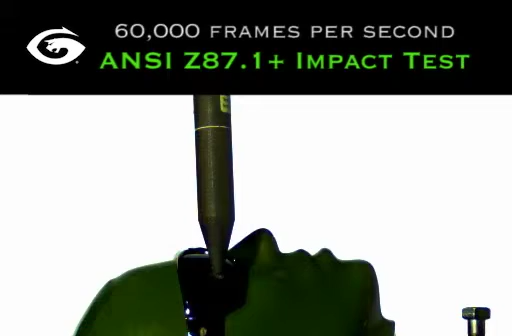 60,000 FRAMES PER SECOND
ANSI Z87.1+ IMPACT TEST